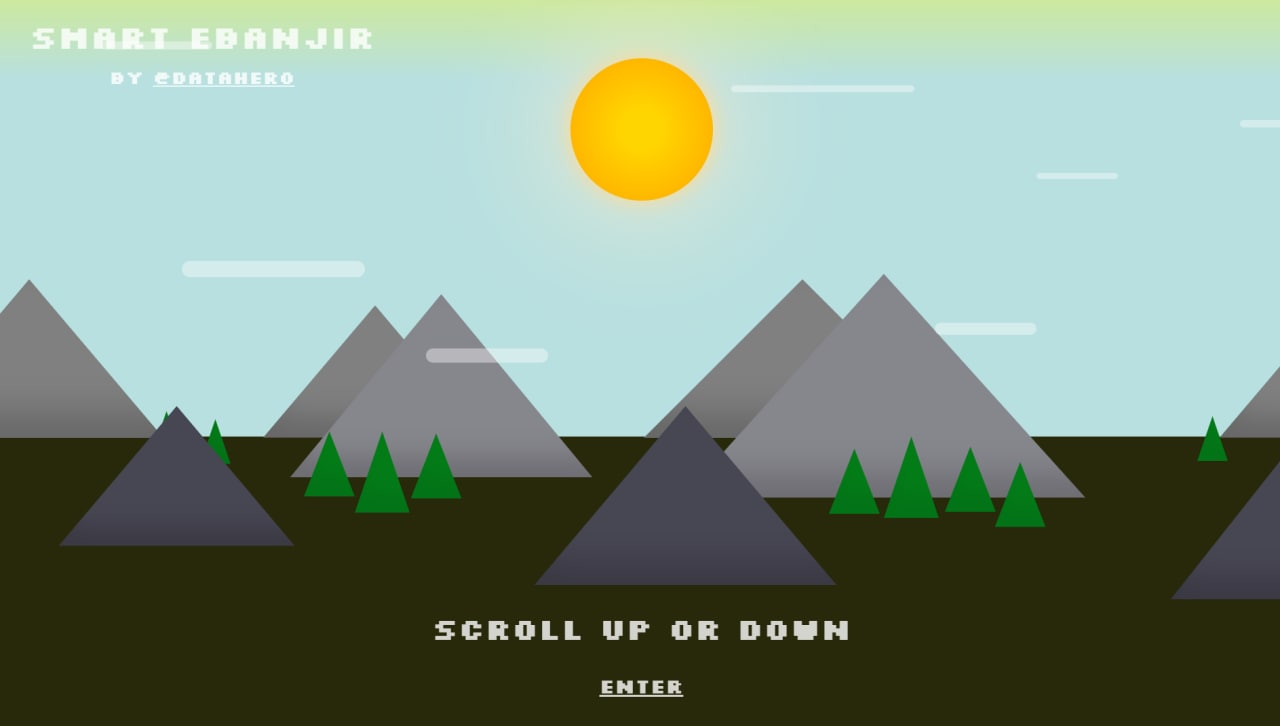 SMART EBANJIR
BY @DATAHERO
SCROLL UP OR DOWN
ENTER